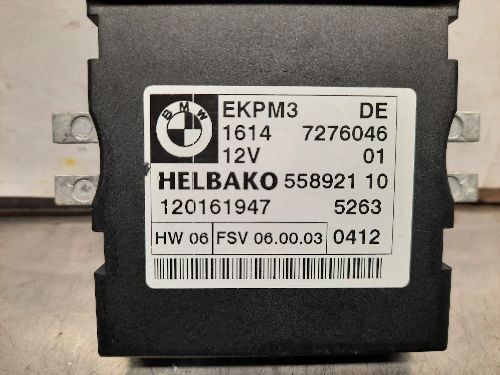 BMW
EKPM3 DE
1614 7276046
12V 01
HELBAKO 558921 10
120161947 5263
HW 06 FSV 06.00.03 0412